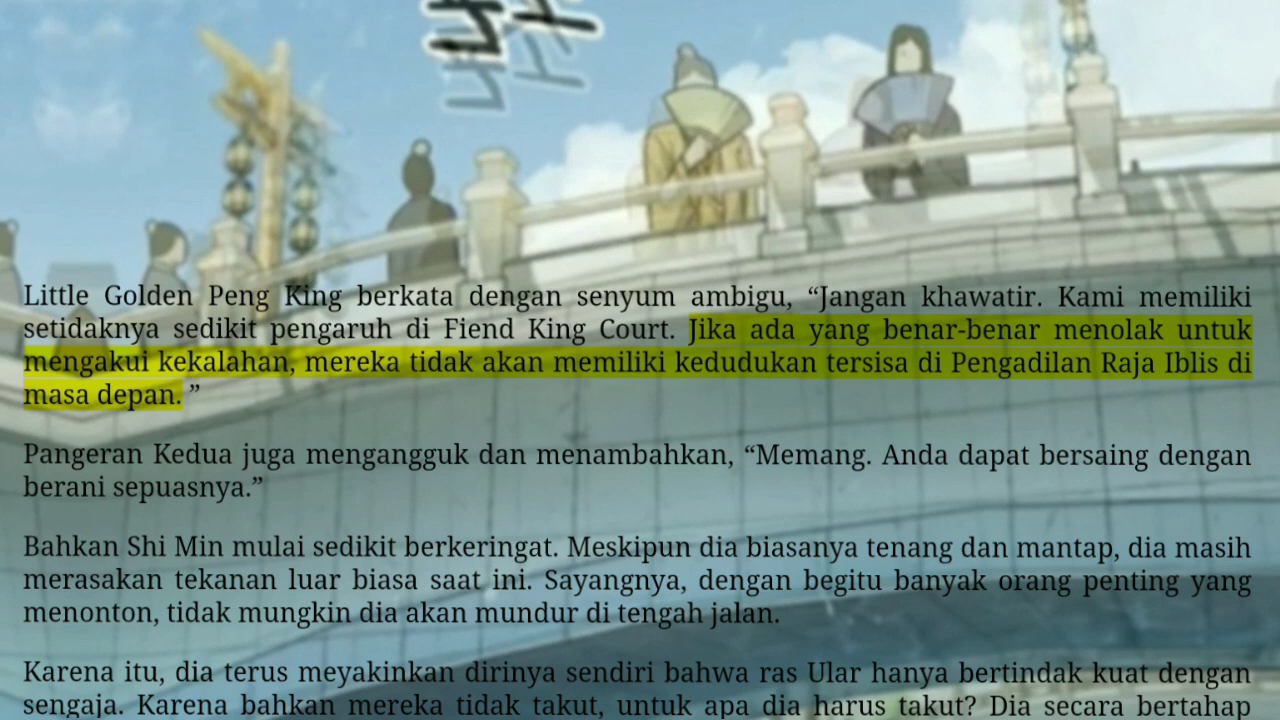 Little Golden Peng King berkata dengan senyum ambigu, “Jangan khawatir. Kami memiliki
setidaknya sedikit pengaruh di Fiend King Court. Jika ada yang benar-benar menolak untuk
mengakui kekalahan, mereka tidak akan memiliki kedudukan tersisa di Pengadilan Raja Iblis di
masa depan. ”
Pangeran Kedua juga mengangguk dan menambahkan, “Memang. Anda dapat bersaing dengan
berani sepuasnya.”
Bahkan Shi Min mulai sedikit berkeringat. Meskipun dia biasanya tenang dan mantap, dia masih
merasakan tekanan luar biasa saat ini. Sayangnya, dengan begitu banyak orang penting yang
menonton, tidak mungkin dia akan mundur di tengah jalan.
Karena itu, dia terus meyakinkan dirinya sendiri bahwa ras Ular hanya bertindak kuat dengan
sengaja. Karena bahkan mereka tidak takut, untuk apa dia harus takut? Dia secara bertahap